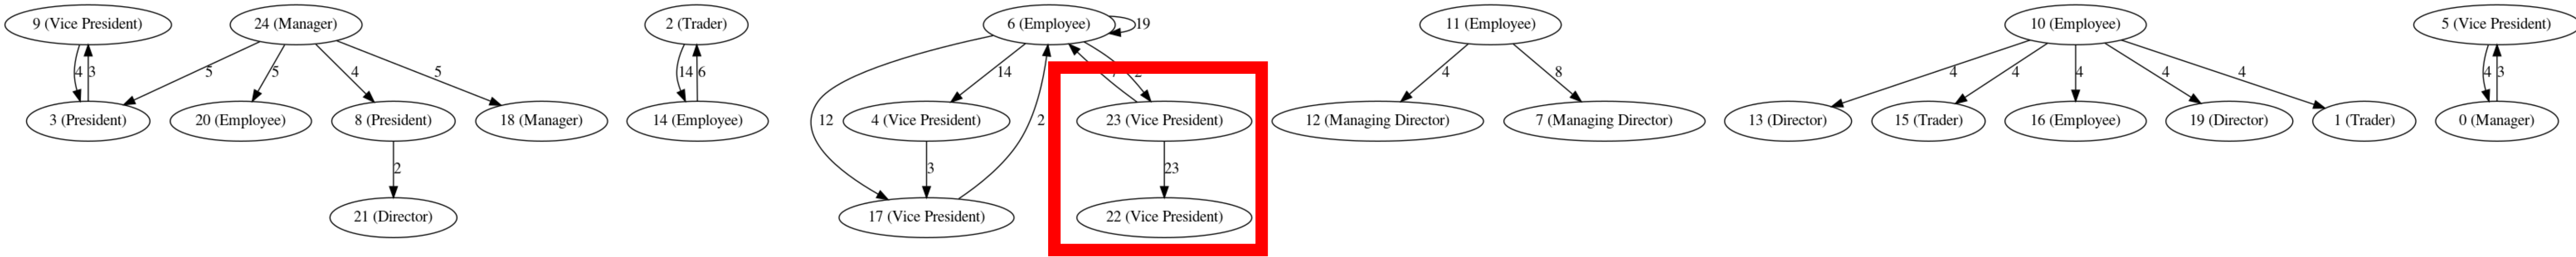 9 (Vice President) 24 (Manager) 2 (Trader) 6 (Employee) 19 11 (Employee) 10 (Employee) 5 (Vice President)
4 3 5 5 4 5 14 6 14 7 2 4 8 4 4 4 4 4 4 3
3 (President) 20 (Employee) 8 (President) 18 (Manager) 14 (Employee) 12 4 (Vice President) 2 23 (Vice President) 12 (Managing Director) 7 (Managing Director) 13 (Director) 15 (Trader) 16 (Employee) 19 (Director) 1 (Trader) 0 (Manager)
2 3 23
21 (Director) 17 (Vice President) 22 (Vice President)